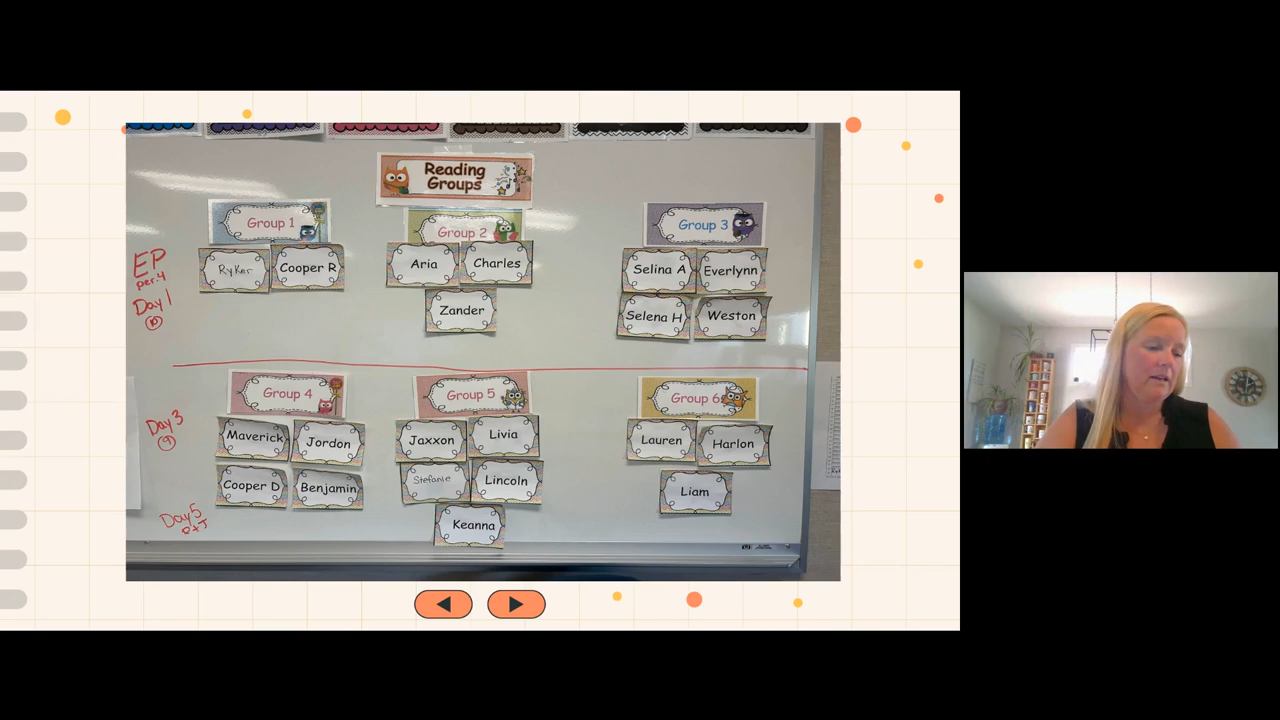 Reading
Groups
Group 1
Group 2
Group 3
EP
per.4
Day 1
10
Ryker
Cooper R
Aria
Charles
Zander
Selina A
Everlynn
Selena H
Weston
Group 4
Group 5
Group 6
Day 3
9
Maverick
Jordon
Cooper D
Benjamin
Jaxxon
Livia
Stefanie
Lincoln
Keanna
Lauren
Harlon
Liam
Day 5